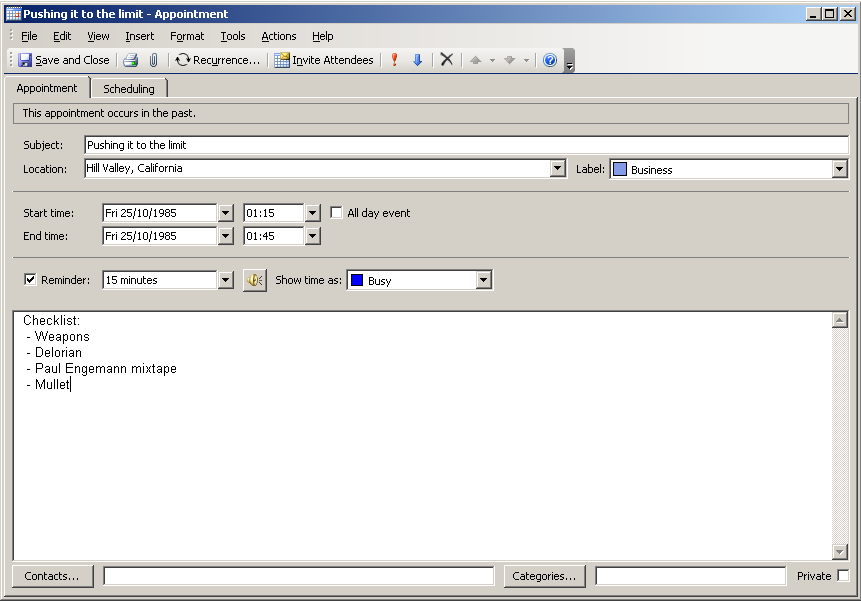 Pushing it to the limit - Appointment
File Edit View Insert Format Tools Actions Help
Save and Close Recurrence... Invite Attendees
Appointment Scheduling
This appointment occurs in the past.
Subject: Pushing it to the limit
Location: Hill Valley, California Label: Business
Start time: Fri 25/10/1985 01:15 All day event
End time: Fri 25/10/1985 01:45
Reminder: 15 minutes Show time as: Busy
Checklist:
- Weapons
- Delorian
- Paul Engemann mixtape
- Mullet
Contacts... Categories... Private